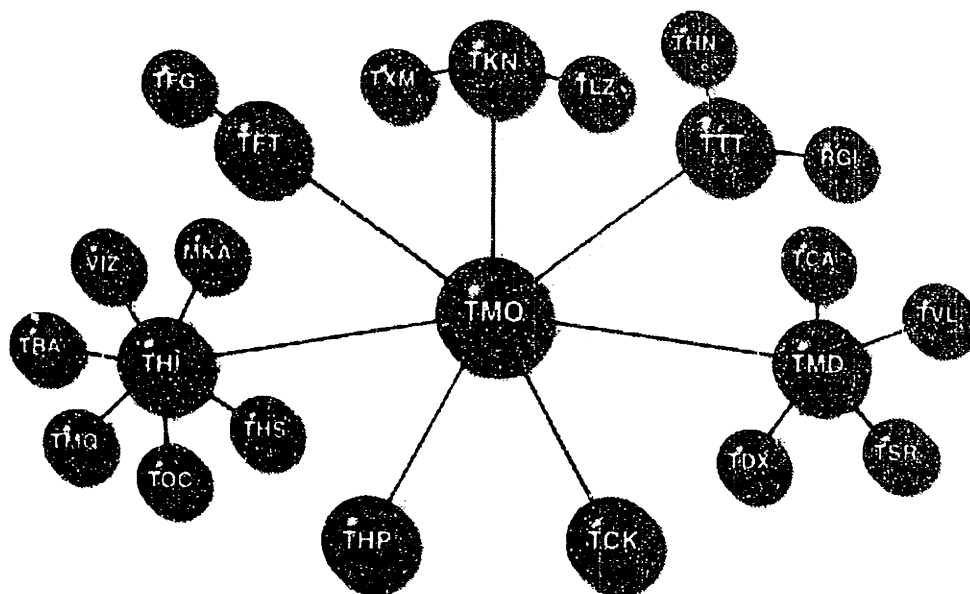 THN
TKN
TXM
TFG
TLZ
TFT
TTT
RGI
MKA
TCA
VIZ
TMO
TVL
TBA
THI
TMD
THS
TMQ
TSR
TDX
TOC
THP
TCK